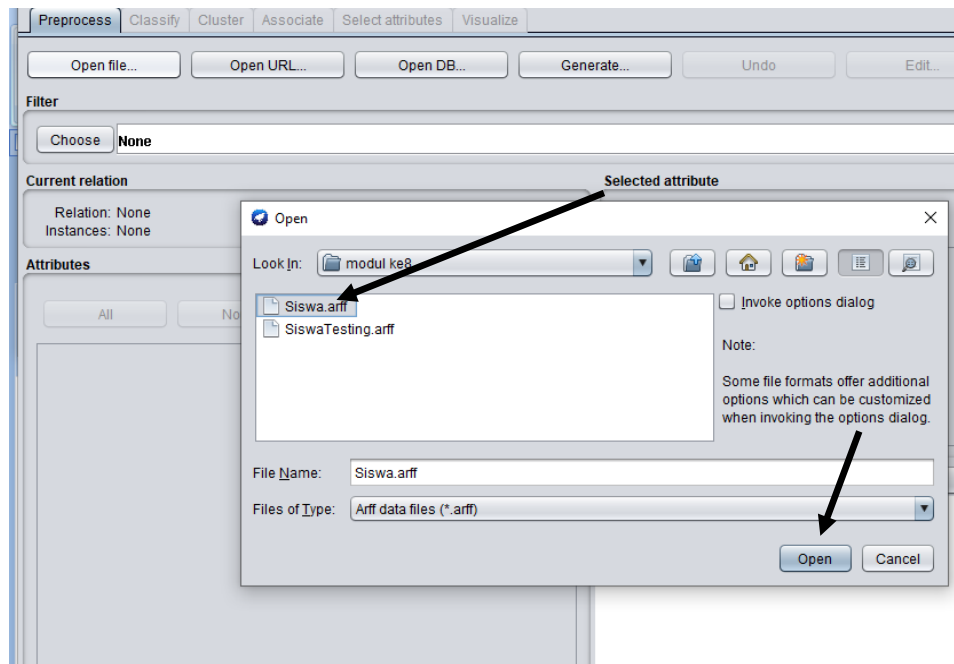 Preprocess Classify Cluster Associate Select attributes Visualize
Open file... Open URL... Open DB... Generate... Undo Edit...
Filter
Choose None
Current relation Selected attribute
Relation: None
Instances: None
Attributes
All No
Open
Look In: modul ke8
Siswa.arff
SiswaTesting.arff
Invoke options dialog
Note:
Some file formats offer additional
options which can be customized
when invoking the options dialog.
File Name: Siswa.arff
Files of Type: Arff data files (*.arff)
Open Cancel